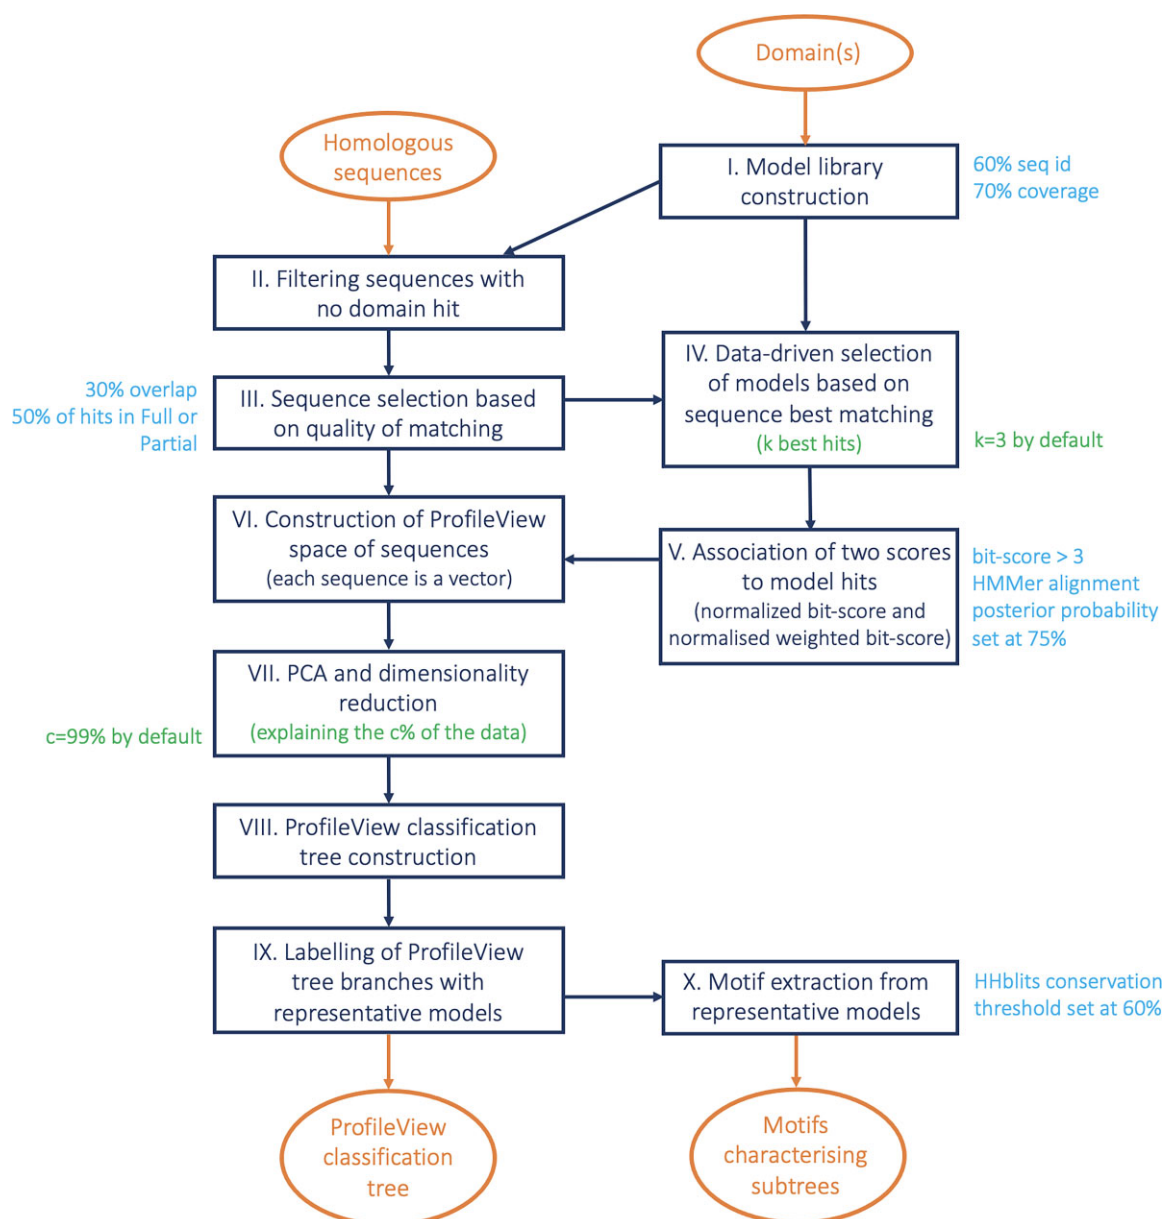 Domain(s)
Homologous
sequences
I. Model library
construction
60% seq id
70% coverage
II. Filtering sequences with
no domain hit
30% overlap
50% of hits in Full or
Partial
III. Sequence selection based
on quality of matching
IV. Data-driven selection
of models based on
sequence best matching
(k best hits)
k=3 by default
VI. Construction of ProfileView
space of sequences
(each sequence is a vector)
V. Association of two scores
to model hits
(normalized bit-score and
normalised weighted bit-score)
bit-score > 3
HMMer alignment
posterior probability
set at 75%
VII. PCA and dimensionality
reduction
(explaining the c% of the data)
c=99% by default
VIII. ProfileView classification
tree construction
IX. Labelling of ProfileView
tree branches with
representative models
X. Motif extraction from
representative models
HHblits conservation
threshold set at 60%
ProfileView
classification
tree
Motifs
characterising
subtrees